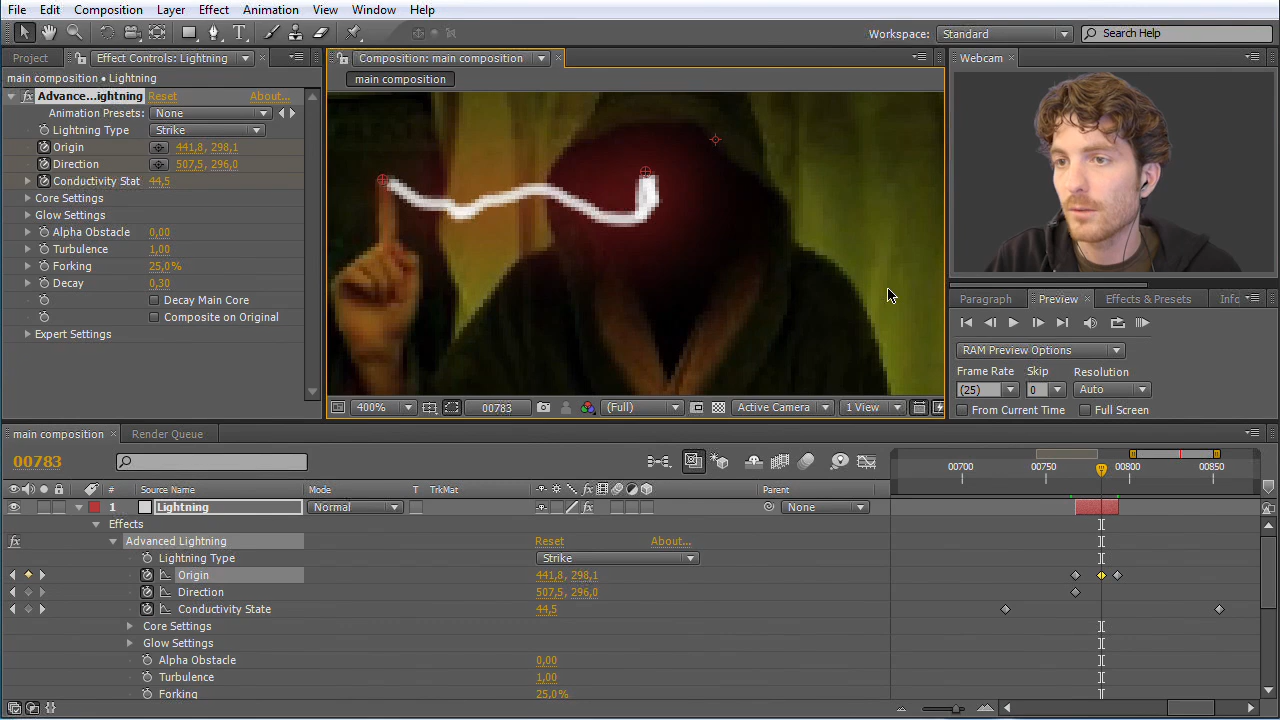 File Edit Composition Layer Effect Animation View Window Help
Workspace: Standard Search Help
Project Effect Controls: Lightning Composition: main composition Webcam
main composition • Lightning main composition
Advance...ightning Reset About...
Animation Presets: None
Lightning Type Strike
Origin 441,8, 298,1
Direction 507,5, 296,0
Conductivity Stat 44,5
Core Settings
Glow Settings
Alpha Obstacle 0,00
Turbulence 1,00
Forking 25,0%
Decay 0,30
Decay Main Core
Composite on Original
Expert Settings
Paragraph Preview Effects & Presets Info
RAM Preview Options
Frame Rate Skip Resolution
(25) 0 Auto
From Current Time Full Screen
400% 00783 (Full) Active Camera 1 View
main composition Render Queue
00783
00700 00750 00800 00850
# Source Name Mode T TrkMat Parent
1 Lightning Normal None
Effects
Advanced Lightning Reset About...
Lightning Type Strike
Origin 441,8, 298,1
Direction 507,5, 296,0
Conductivity State 44,5
Core Settings
Glow Settings
Alpha Obstacle 0,00
Turbulence 1,00
Forking 25,0%